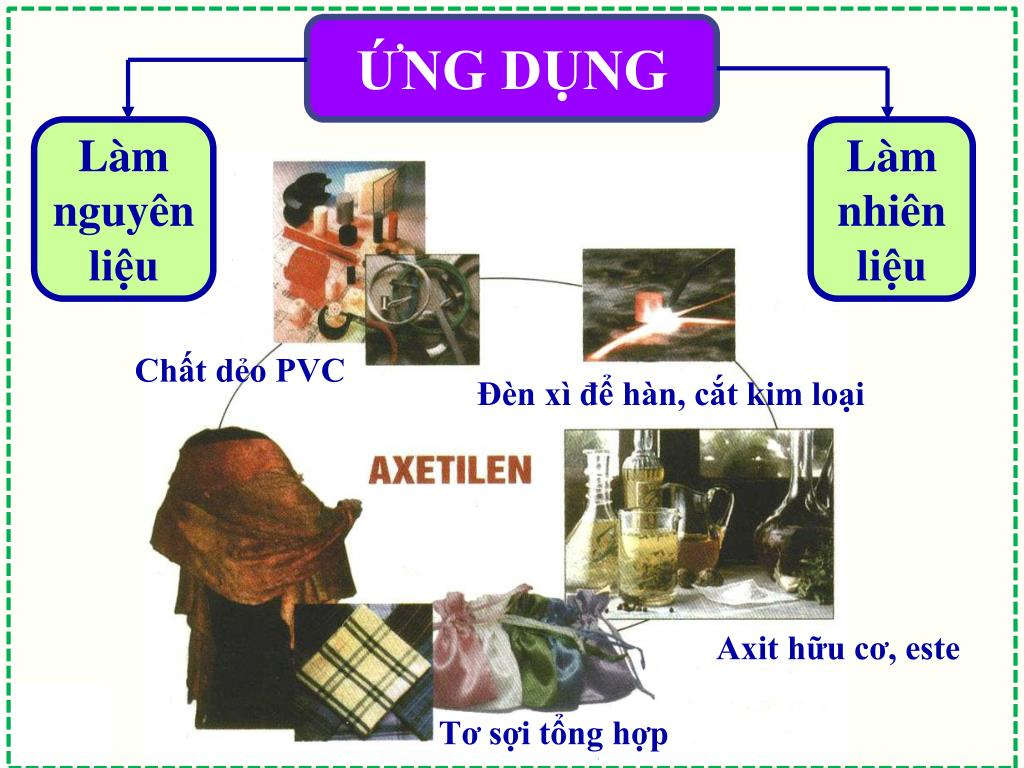 ỨNG DỤNG
Làm
nguyên
liệu
Làm
nhiên
liệu
Chất dẻo PVC
Đèn xì để hàn, cắt kim loại
AXETILEN
Axit hữu cơ, este
Tơ sợi tổng hợp